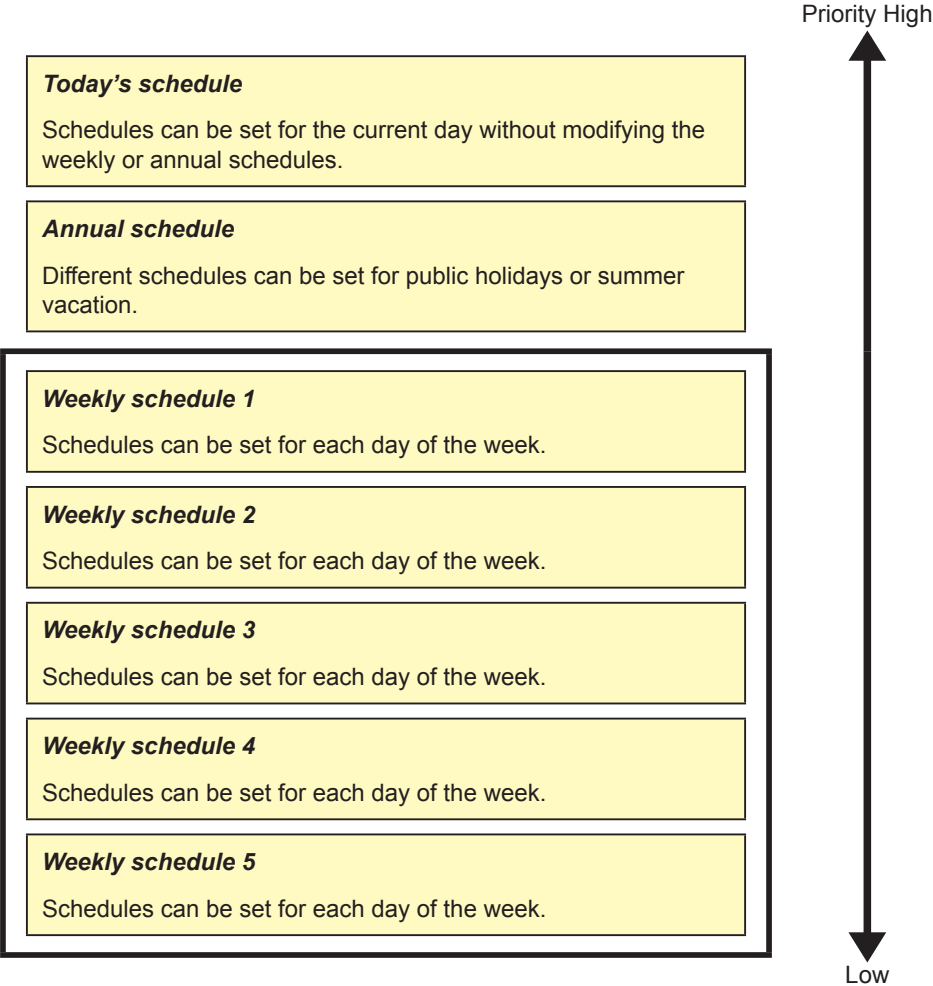 Priority High
Today’s schedule
Schedules can be set for the current day without modifying the
weekly or annual schedules.
Annual schedule
Different schedules can be set for public holidays or summer
vacation.
Weekly schedule 1
Schedules can be set for each day of the week.
Weekly schedule 2
Schedules can be set for each day of the week.
Weekly schedule 3
Schedules can be set for each day of the week.
Weekly schedule 4
Schedules can be set for each day of the week.
Weekly schedule 5
Schedules can be set for each day of the week.
Low